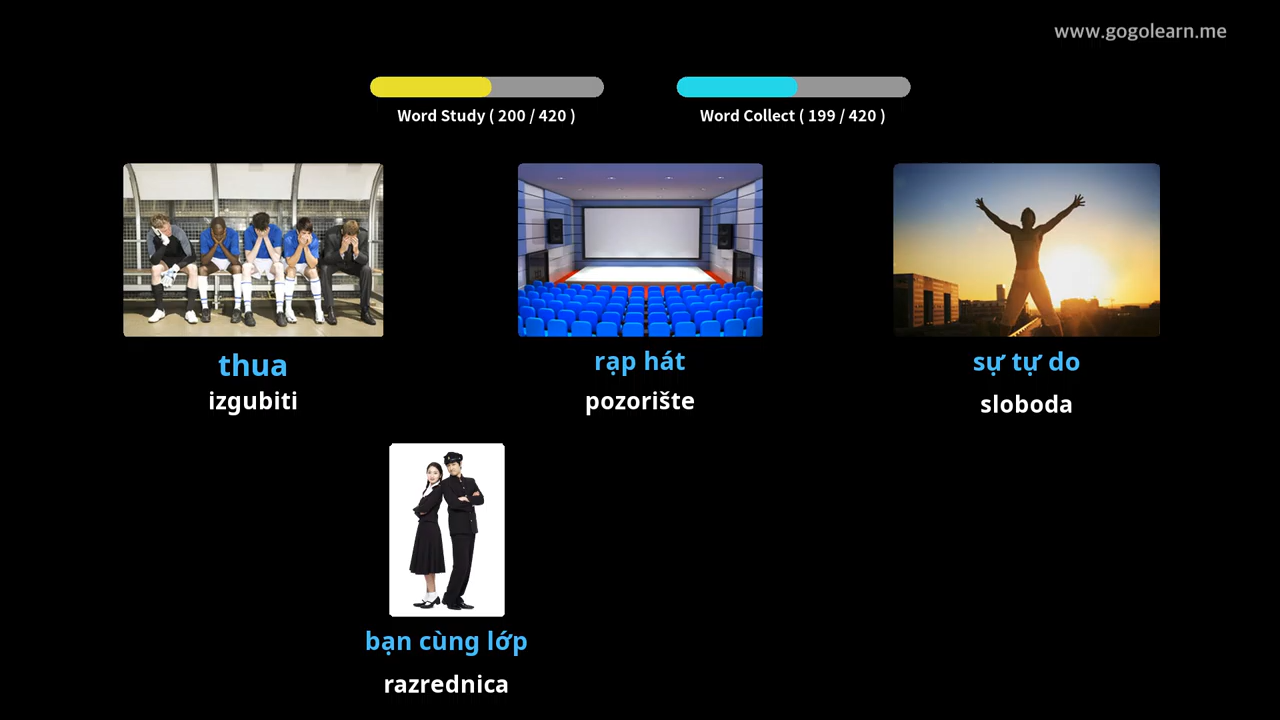 www.gogolearn.me
Word Study ( 200 / 420 )
Word Collect ( 199 / 420 )
thua
izgubiti
rạp hát
pozorište
sự tự do
sloboda
bạn cùng lớp
razrednica